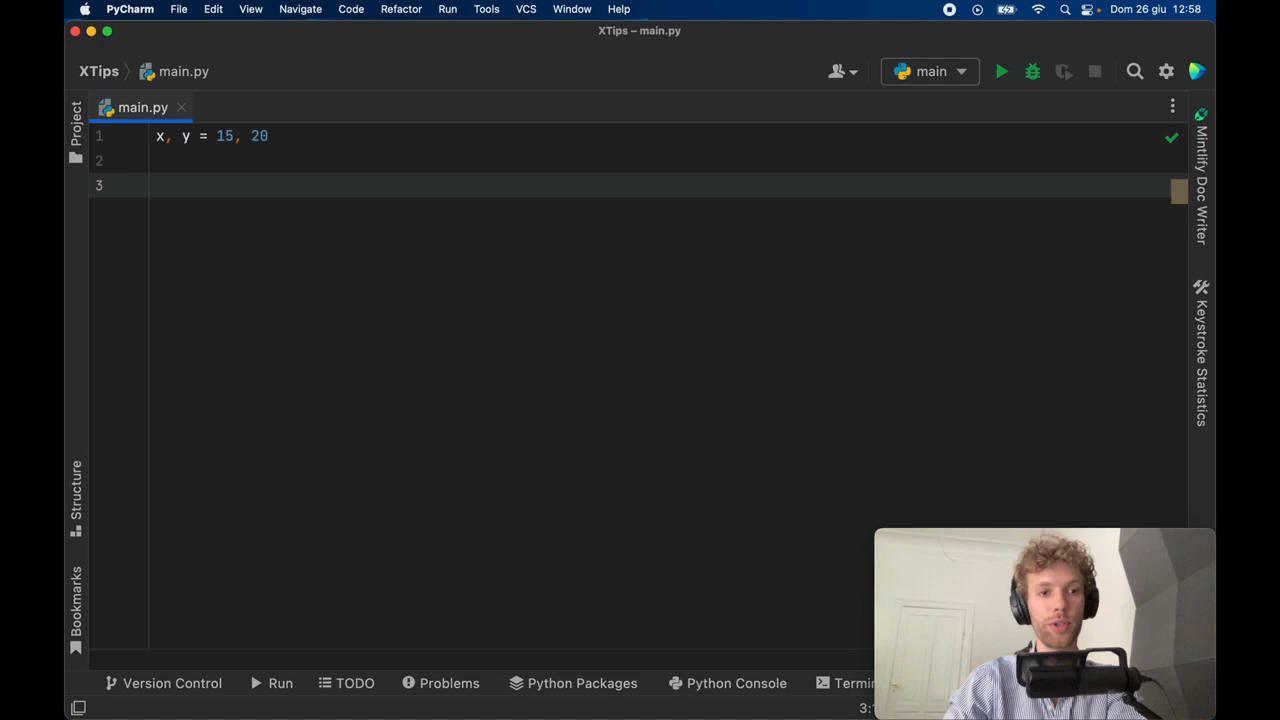 PyCharm File Edit View Navigate Code Refactor Run Tools VCS Window Help Dom 26 giu 12:58
XTips – main.py
XTips main.py main
Project
main.py
1 x, y = 15, 20
2
3
Mintlify Doc Writer
Keystroke Statistics
Structure
Bookmarks
Version Control Run TODO Problems Python Packages Python Console